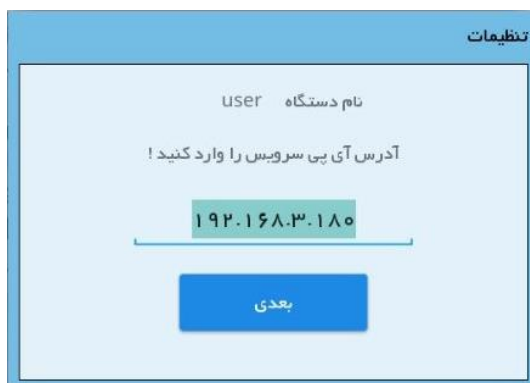 تنظیمات
نام دستگاه user
آدرس آی پی سرویس را وارد کنید !
۱۹۲.۱۶۸.۳.۱۸۰
بعدی